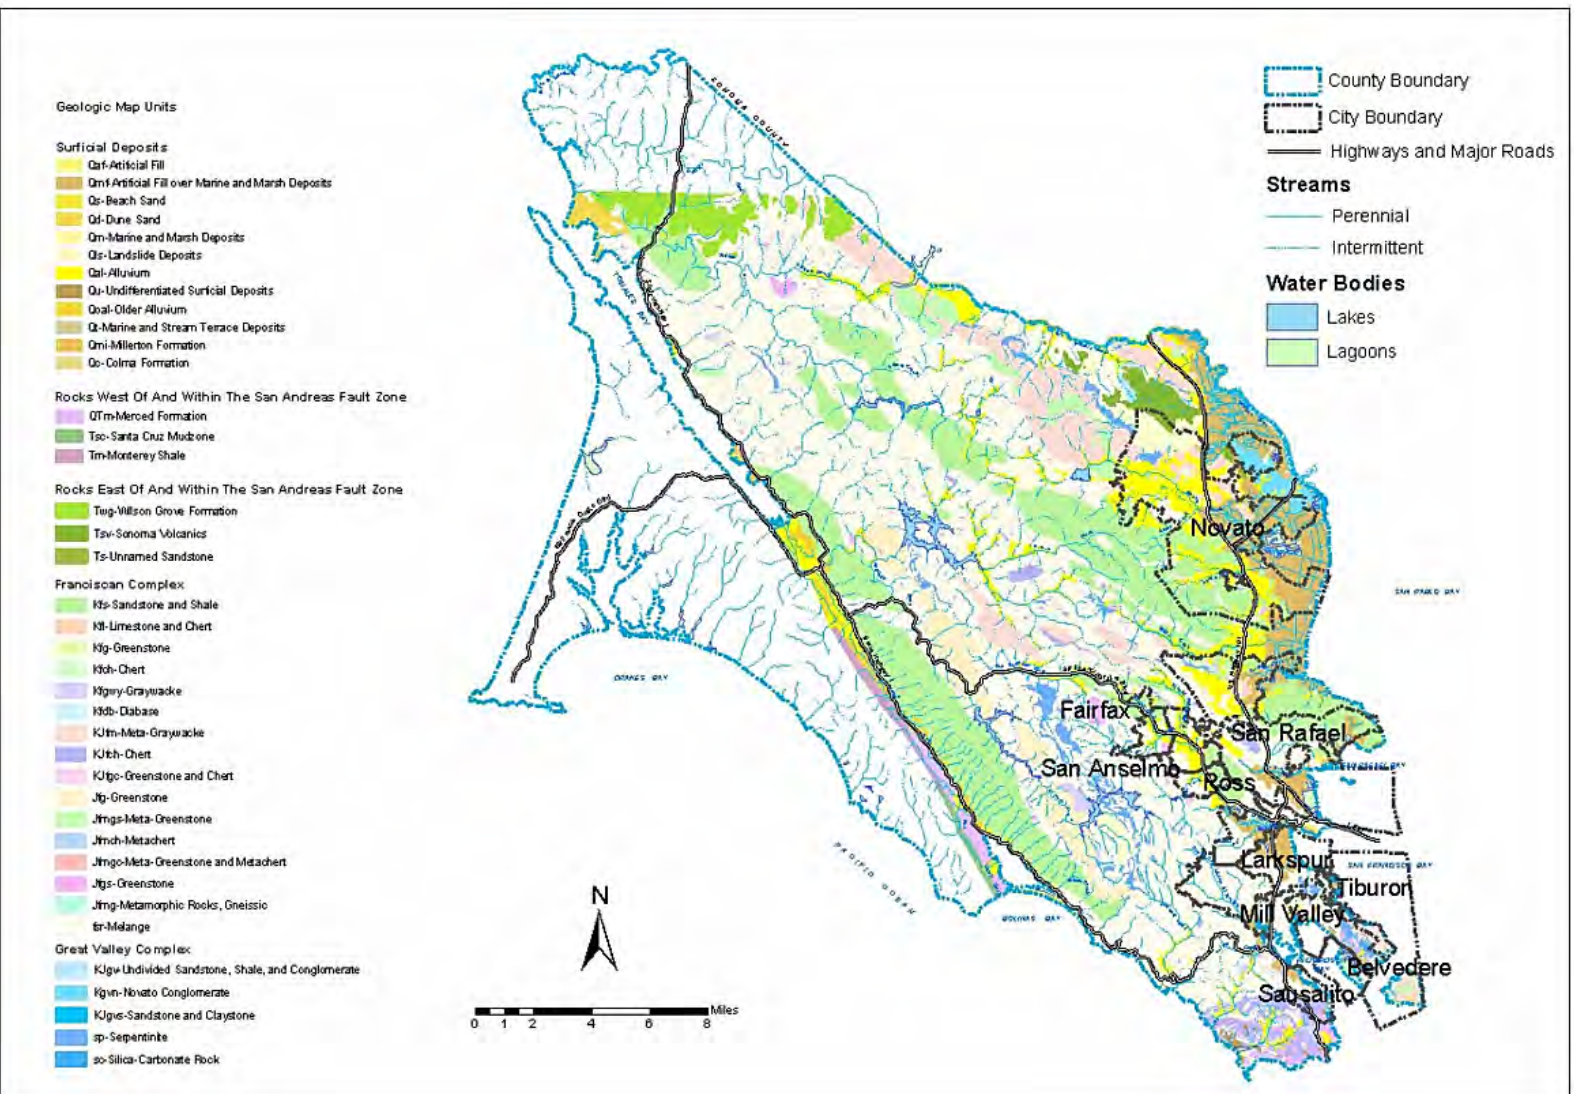 Geologic Map Units
Surficial Deposits
Qaf-Artificial Fill
Qmf-Artificial Fill over Marine and Marsh Deposits
Qs-Beach Sand
Qd-Dune Sand
Qm-Marine and Marsh Deposits
Qls-Landslide Deposits
Qal-Alluvium
Qu-Undifferentiated Surficial Deposits
Qoal-Older Alluvium
Qt-Marine and Stream Terrace Deposits
Qmi-Millerton Formation
Qc-Colma Formation
Rocks West Of And Within The San Andreas Fault Zone
QTm-Merced Formation
Tsc-Santa Cruz Mudzone
Tm-Monterey Shale
Rocks East Of And Within The San Andreas Fault Zone
Twg-Willson Grove Formation
Tsv-Sonoma Volcanics
Ts-Unnamed Sandstone
Franciscan Complex
Kfs-Sandstone and Shale
Kfl-Limestone and Chert
Kfg-Greenstone
Kfch-Chert
Kfgwy-Graywacke
Kfdb-Diabase
KJfm-Meta-Graywacke
KJfch-Chert
KJfgc-Greenstone and Chert
Jfg-Greenstone
Jfmgs-Meta-Greenstone
Jfmch-Metachert
Jfmgc-Meta-Greenstone and Metachert
Jfgs-Greenstone
Jfmg-Metamorphic Rocks, Gneissic
fsr-Melange
Great Valley Complex
KJgv-Undivided Sandstone, Shale, and Conglomerate
Kgvn-Novato Conglomerate
KJgvs-Sandstone and Claystone
sp-Serpentinite
sc-Silica-Carbonate Rock
County Boundary
City Boundary
Highways and Major Roads
Streams
Perennial
Intermittent
Water Bodies
Lakes
Lagoons
SONOMA COUNTY
TOMALES BAY
Novato
SAN PABLO BAY
DRAKES BAY
Fairfax
San Rafael
San Anselmo
Ross
Larkspur
SAN FRANCISCO BAY
Tiburon
PACIFIC OCEAN
Mill Valley
BOLINAS BAY
Belvedere
Sausalito
N
0 1 2 4 6 8 Miles